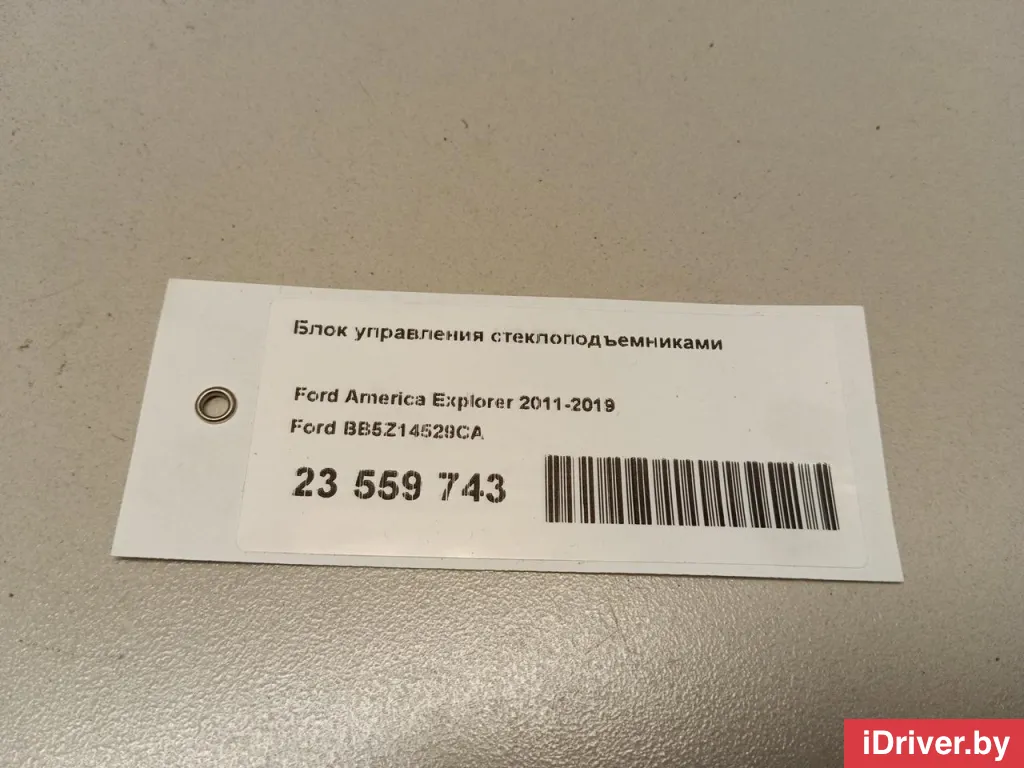 Блок управления стеклоподъемниками
Ford America Explorer 2011-2019
Ford BB5Z14529CA
23 559 743
iDriver.by